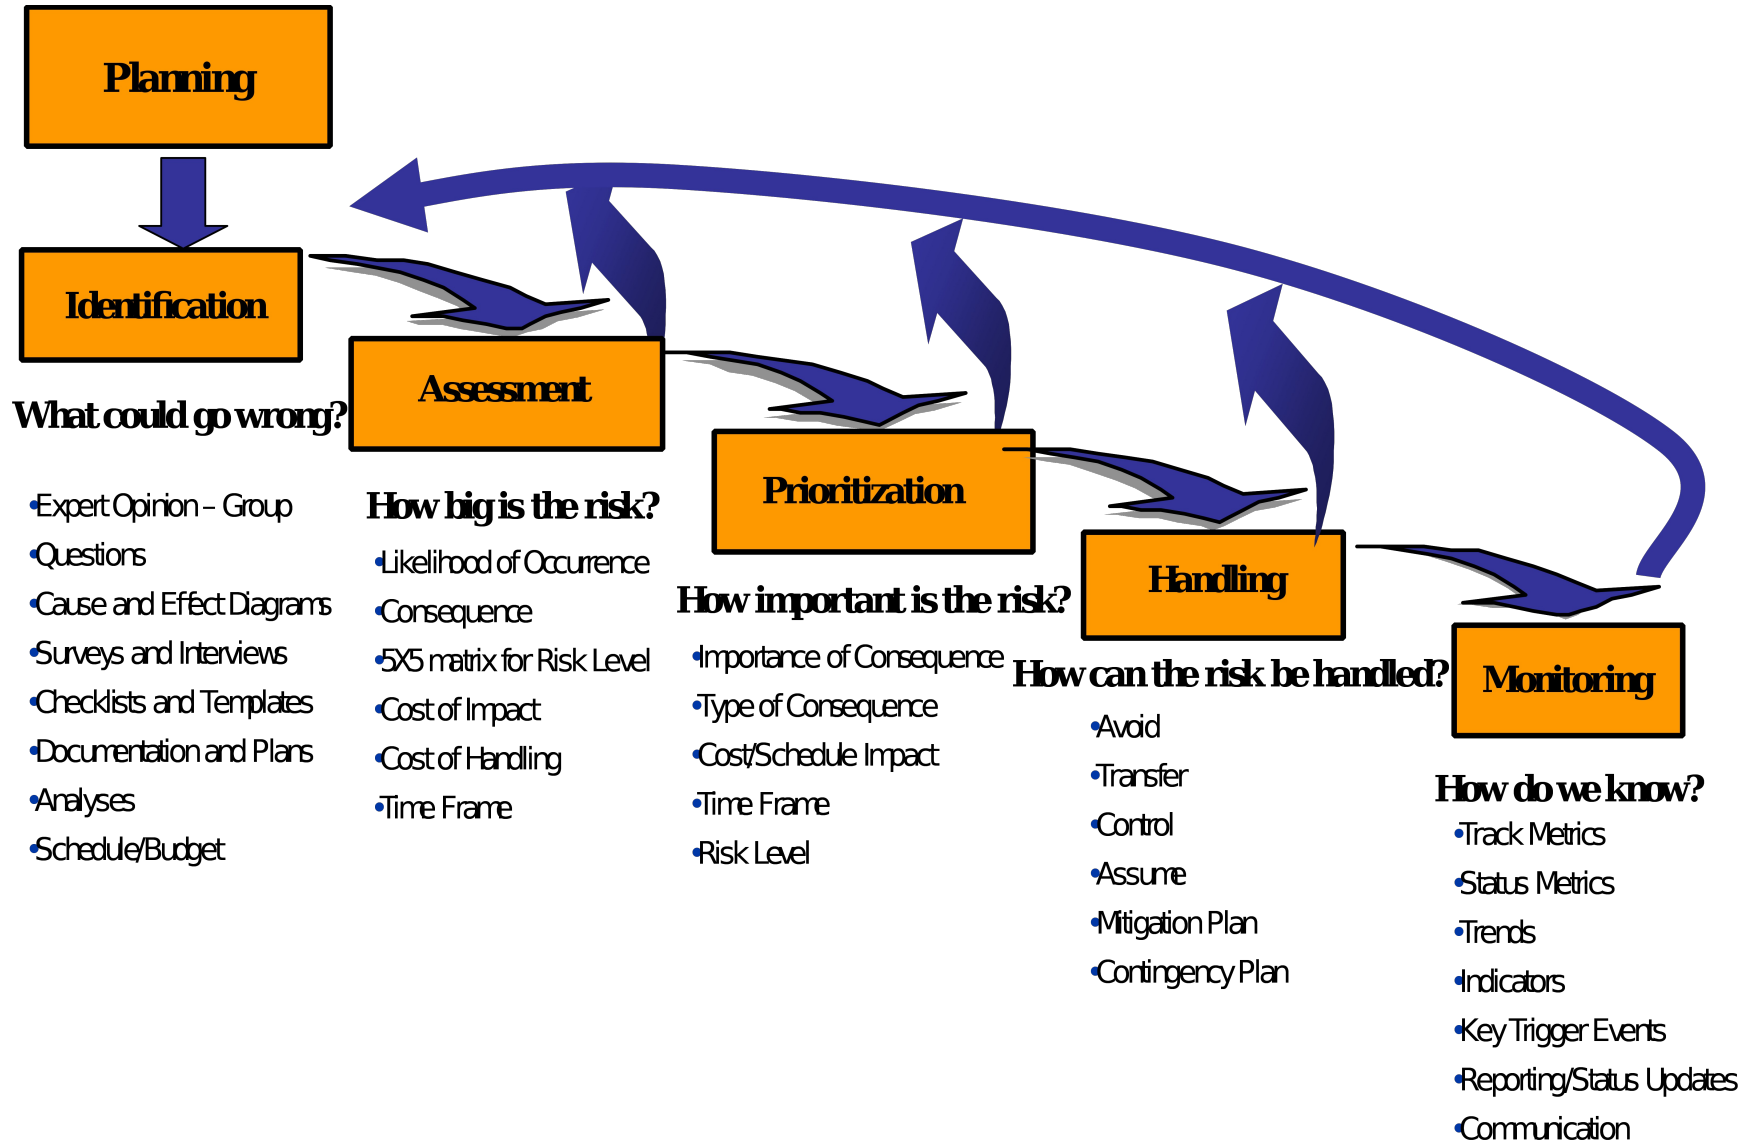 Planning
Identification
What could go wrong?
•Expert Opinion – Group
•Questions
•Cause and Effect Diagrams
•Surveys and Interviews
•Checklists and Templates
•Documentation and Plans
•Analyses
•Schedule/Budget
Assessment
How big is the risk?
•Likelihood of Occurrence
•Consequence
•5X5 matrix for Risk Level
•Cost of Impact
•Cost of Handling
•Time Frame
Prioritization
How important is the risk?
•Importance of Consequence
•Type of Consequence
•Cost/Schedule Impact
•Time Frame
•Risk Level
Handling
How can the risk be handled?
•Avoid
•Transfer
•Control
•Assume
•Mitigation Plan
•Contingency Plan
Monitoring
How do we know?
•Track Metrics
•Status Metrics
•Trends
•Indicators
•Key Trigger Events
•Reporting/Status Updates
•Communication